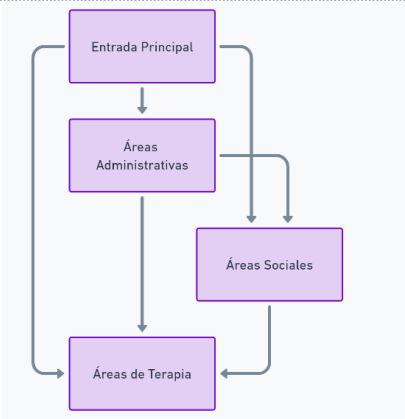 Entrada Principal
Áreas
Administrativas
Áreas Sociales
Áreas de Terapia